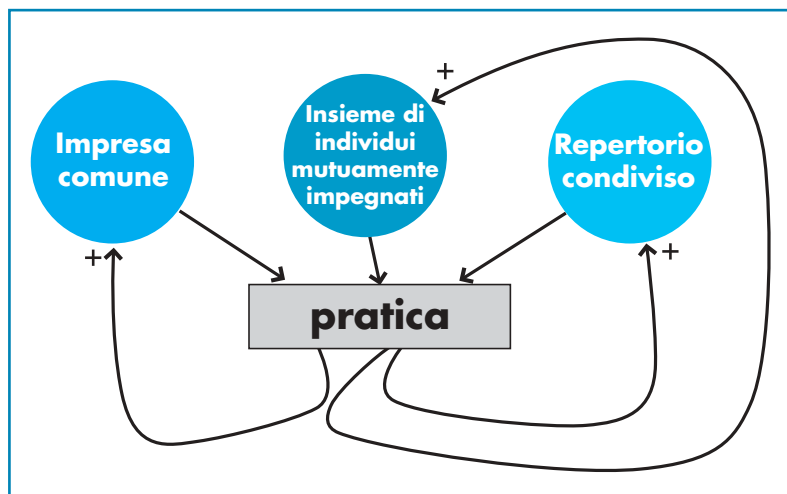 +
Impresa
comune
Insieme di
individui
mutuamente
impegnati
Repertorio
condiviso
+
+
pratica